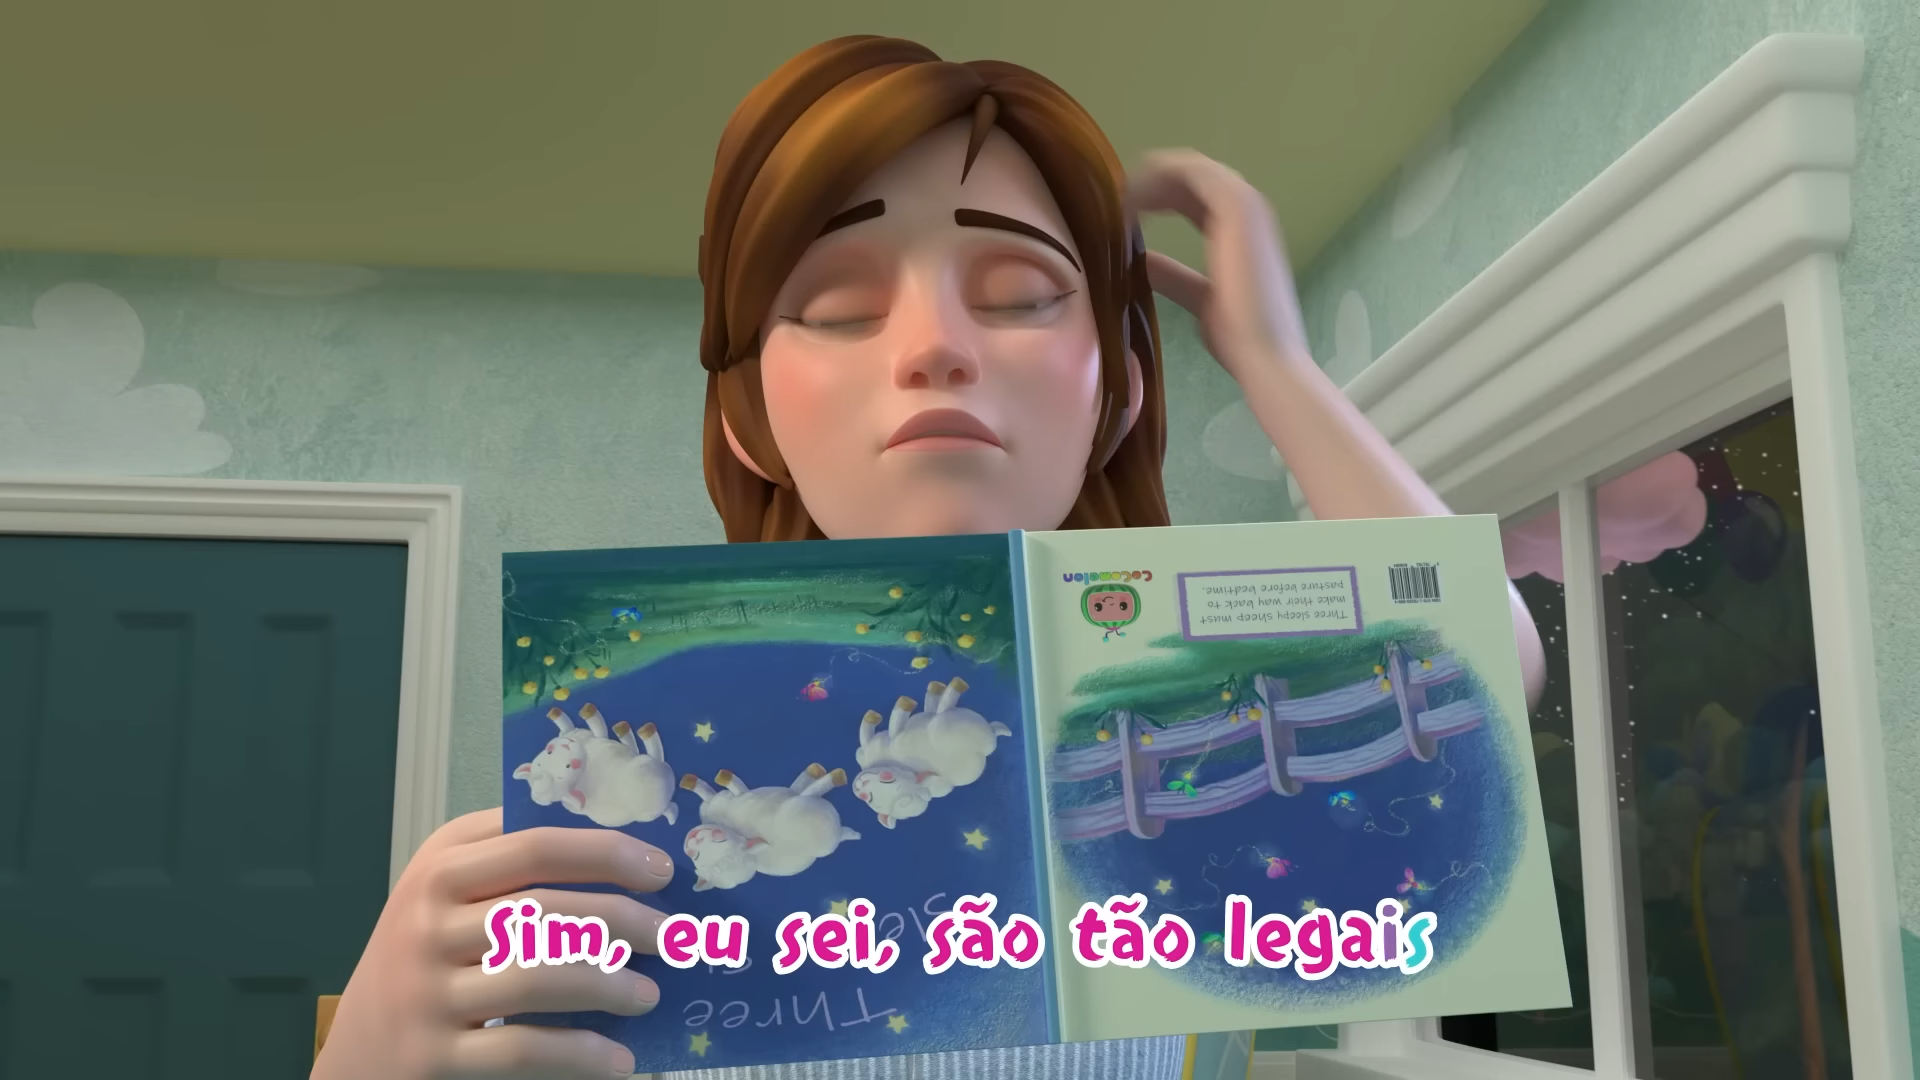 CoComelon
Three sleepy sheep must
make their way back to
pasture before bedtime.
Three
Sim, eu sei, são tão legais